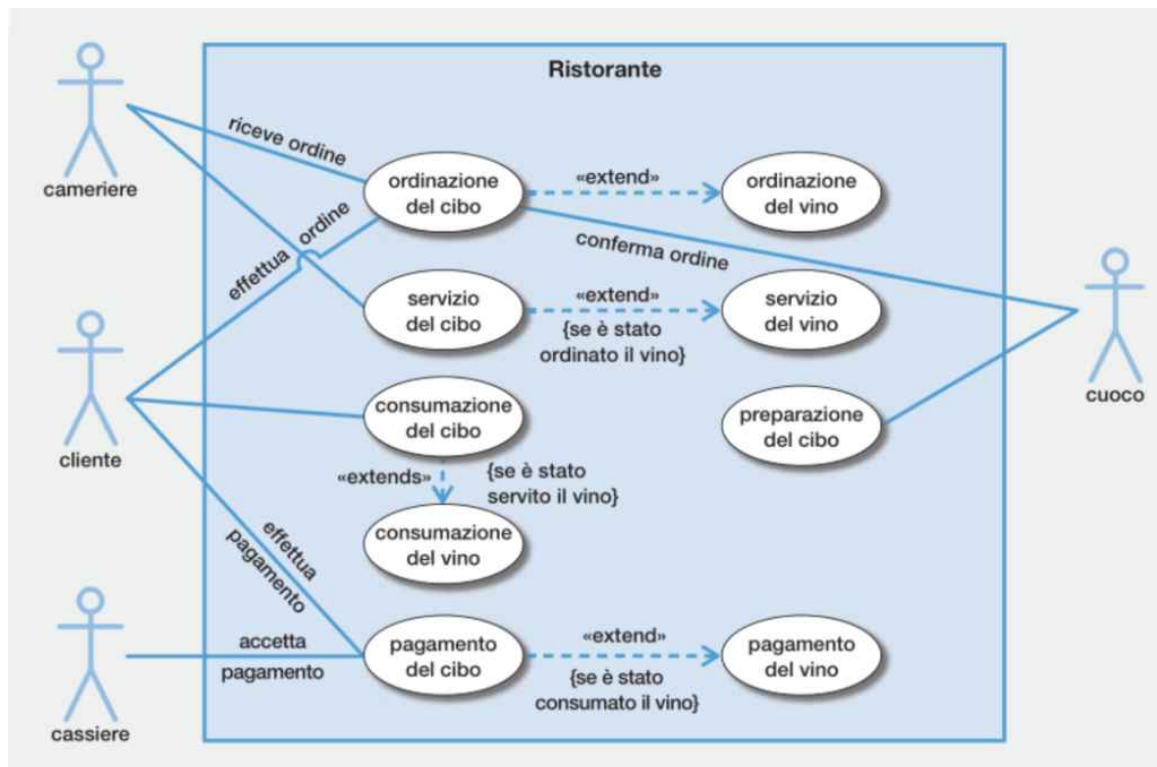 Ristorante
cameriere
riceve ordine
ordinazione
del cibo
«extend»
ordinazione
del vino
effettua ordine
conferma ordine
servizio
del cibo
«extend»
{se è stato
ordinato il vino}
servizio
del vino
cuoco
cliente
consumazione
del cibo
preparazione
del cibo
«extends»
{se è stato
servito il vino}
consumazione
del vino
effettua
pagamento
cassiere
accetta
pagamento
pagamento
del cibo
«extend»
{se è stato
consumato il vino}
pagamento
del vino